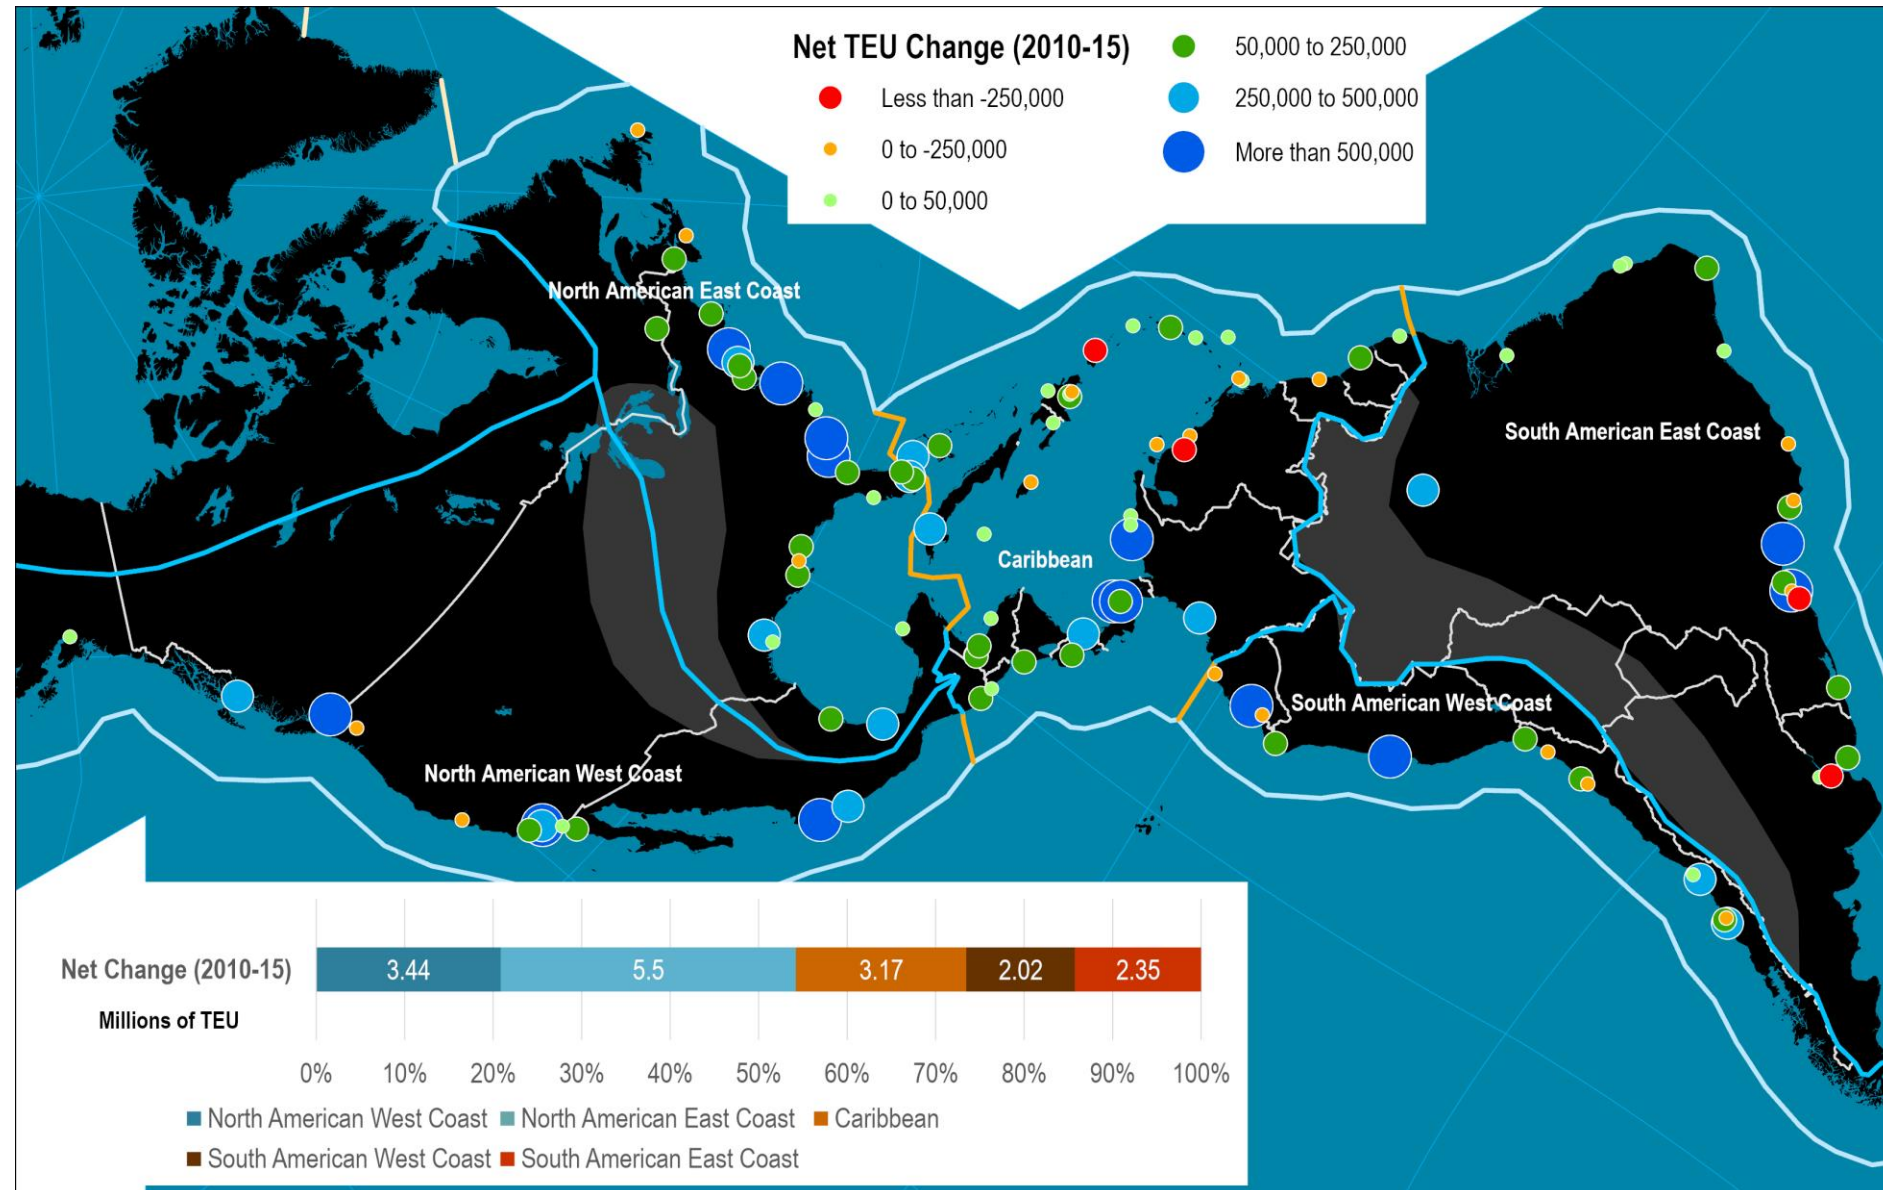 Net TEU Change (2010-15)
Less than -250,000
0 to -250,000
0 to 50,000
50,000 to 250,000
250,000 to 500,000
More than 500,000
North American East Coast
South American East Coast
Caribbean
South American West Coast
North American West Coast
Net Change (2010-15)
3.44
5.5
3.17
2.02
2.35
Millions of TEU
0%
10%
20%
30%
40%
50%
60%
70%
80%
90%
100%
North American West Coast
North American East Coast
Caribbean
South American West Coast
South American East Coast